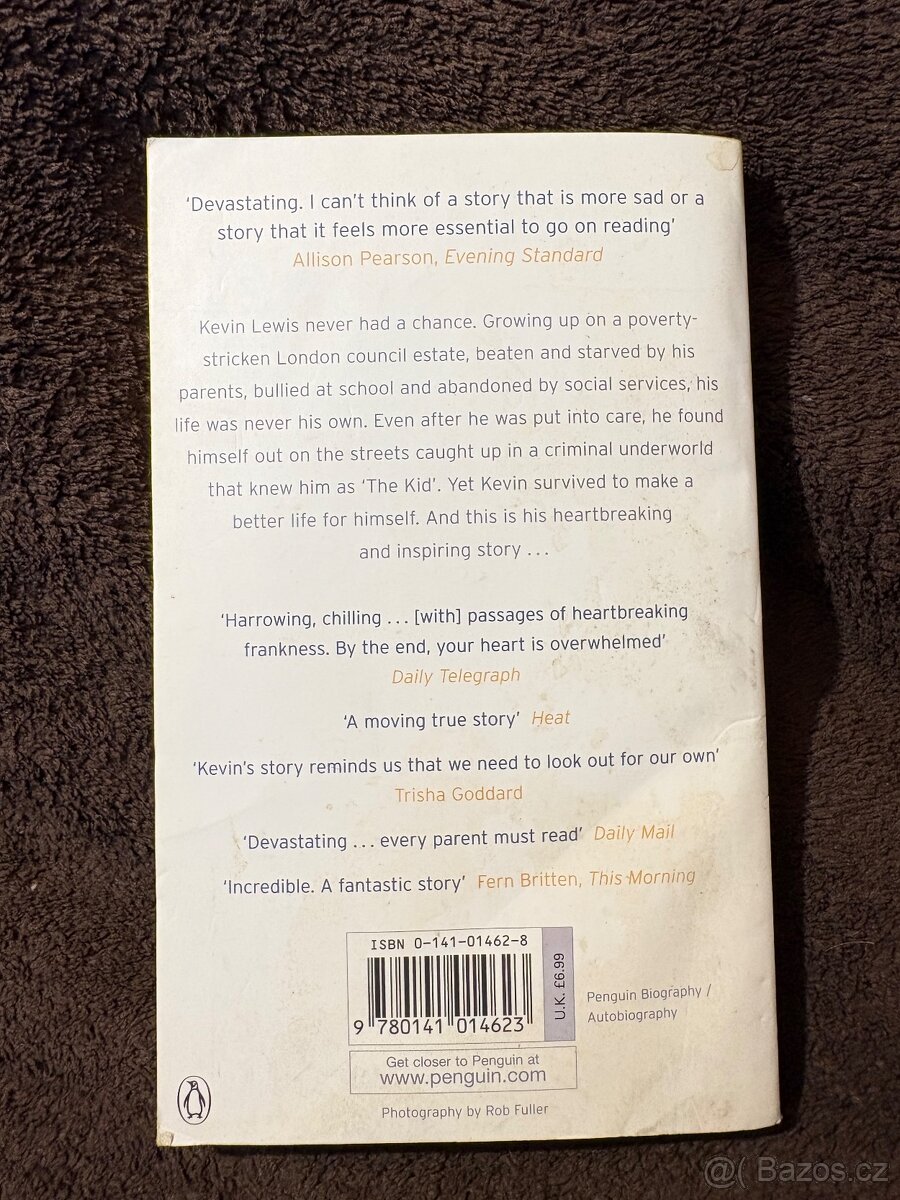 ‘Devastating. I can’t think of a story that is more sad or a
story that it feels more essential to go on reading’
Allison Pearson, Evening Standard
Kevin Lewis never had a chance. Growing up on a poverty-
stricken London council estate, beaten and starved by his
parents, bullied at school and abandoned by social services, his
life was never his own. Even after he was put into care, he found
himself out on the streets caught up in a criminal underworld
that knew him as ‘The Kid’. Yet Kevin survived to make a
better life for himself. And this is his heartbreaking
and inspiring story ...
‘Harrowing, chilling ... [with] passages of heartbreaking
frankness. By the end, your heart is overwhelmed’
Daily Telegraph
‘A moving true story’ Heat
‘Kevin’s story reminds us that we need to look out for our own’
Trisha Goddard
‘Devastating ... every parent must read’ Daily Mail
‘Incredible. A fantastic story’ Fern Britten, This Morning
ISBN 0-141-01462-8
9 780141 014623
U.K. £6.99
Penguin Biography /
Autobiography
Get closer to Penguin at
www.penguin.com
Photography by Rob Fuller
@( Bazos.cz